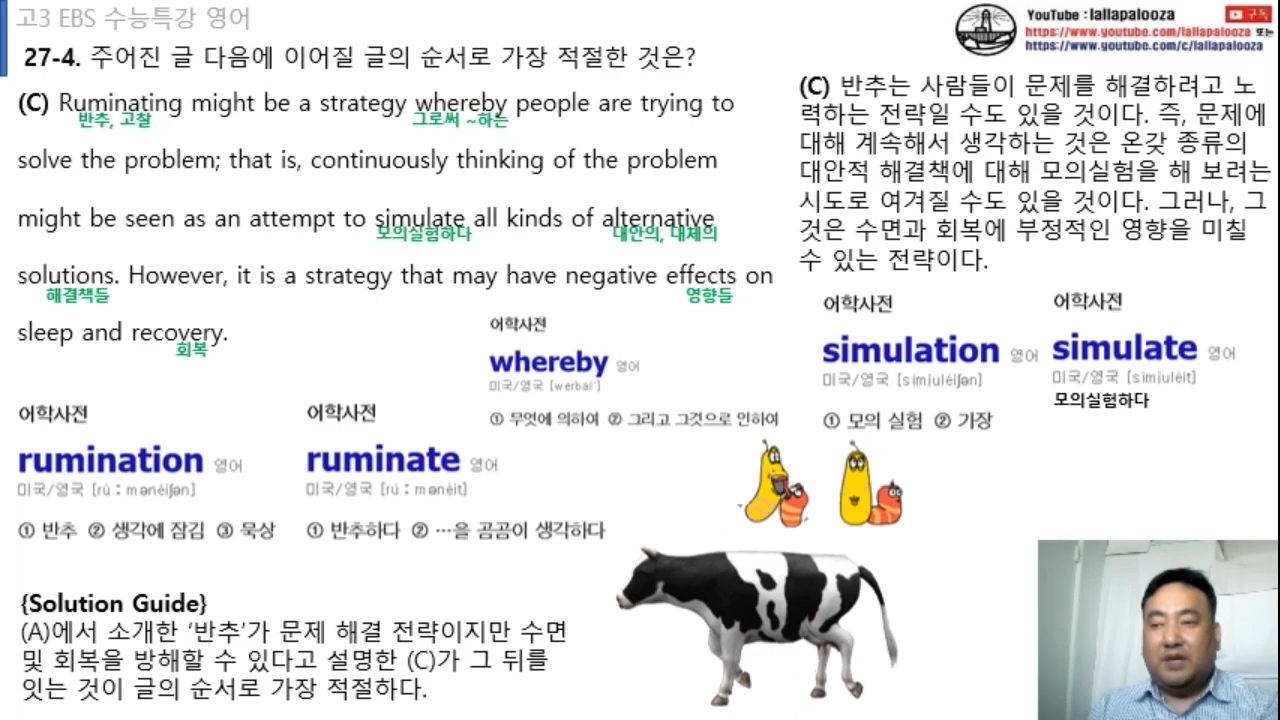 고3 EBS 수능특강 영어
YouTube : lallapalooza
구독
https://www.youtube.com/lallapalooza 또는
https://www.youtube.com/c/lallapalooza
27-4. 주어진 글 다음에 이어질 글의 순서로 가장 적절한 것은?
(C) Ruminating might be a strategy whereby people are trying to
반추, 고찰
그로써 ~하는
solve the problem; that is, continuously thinking of the problem
might be seen as an attempt to simulate all kinds of alternative
모의실험하다
대안의, 대체의
solutions. However, it is a strategy that may have negative effects on
해결책들
영향들
sleep and recovery.
회복
(C) 반추는 사람들이 문제를 해결하려고 노
력하는 전략일 수도 있을 것이다. 즉, 문제에
대해 계속해서 생각하는 것은 온갖 종류의
대안적 해결책에 대해 모의실험을 해 보려는
시도로 여겨질 수도 있을 것이다. 그러나, 그
것은 수면과 회복에 부정적인 영향을 미칠
수 있는 전략이다.
어학사전
whereby 영어
미국/영국 [werbai']
① 무엇에 의하여 ② 그리고 그것으로 인하여
어학사전
simulation 영어
미국/영국 [sìmjuléiʃən]
① 모의 실험 ② 가장
어학사전
simulate 영어
미국/영국 [símjulèit]
모의실험하다
어학사전
rumination 영어
미국/영국 [rùːmənéiʃən]
① 반추 ② 생각에 잠김 ③ 묵상
어학사전
ruminate 영어
미국/영국 [rúːmənèit]
① 반추하다 ② …을 곰곰이 생각하다
{Solution Guide}
(A)에서 소개한 ‘반추’가 문제 해결 전략이지만 수면
및 회복을 방해할 수 있다고 설명한 (C)가 그 뒤를
잇는 것이 글의 순서로 가장 적절하다.